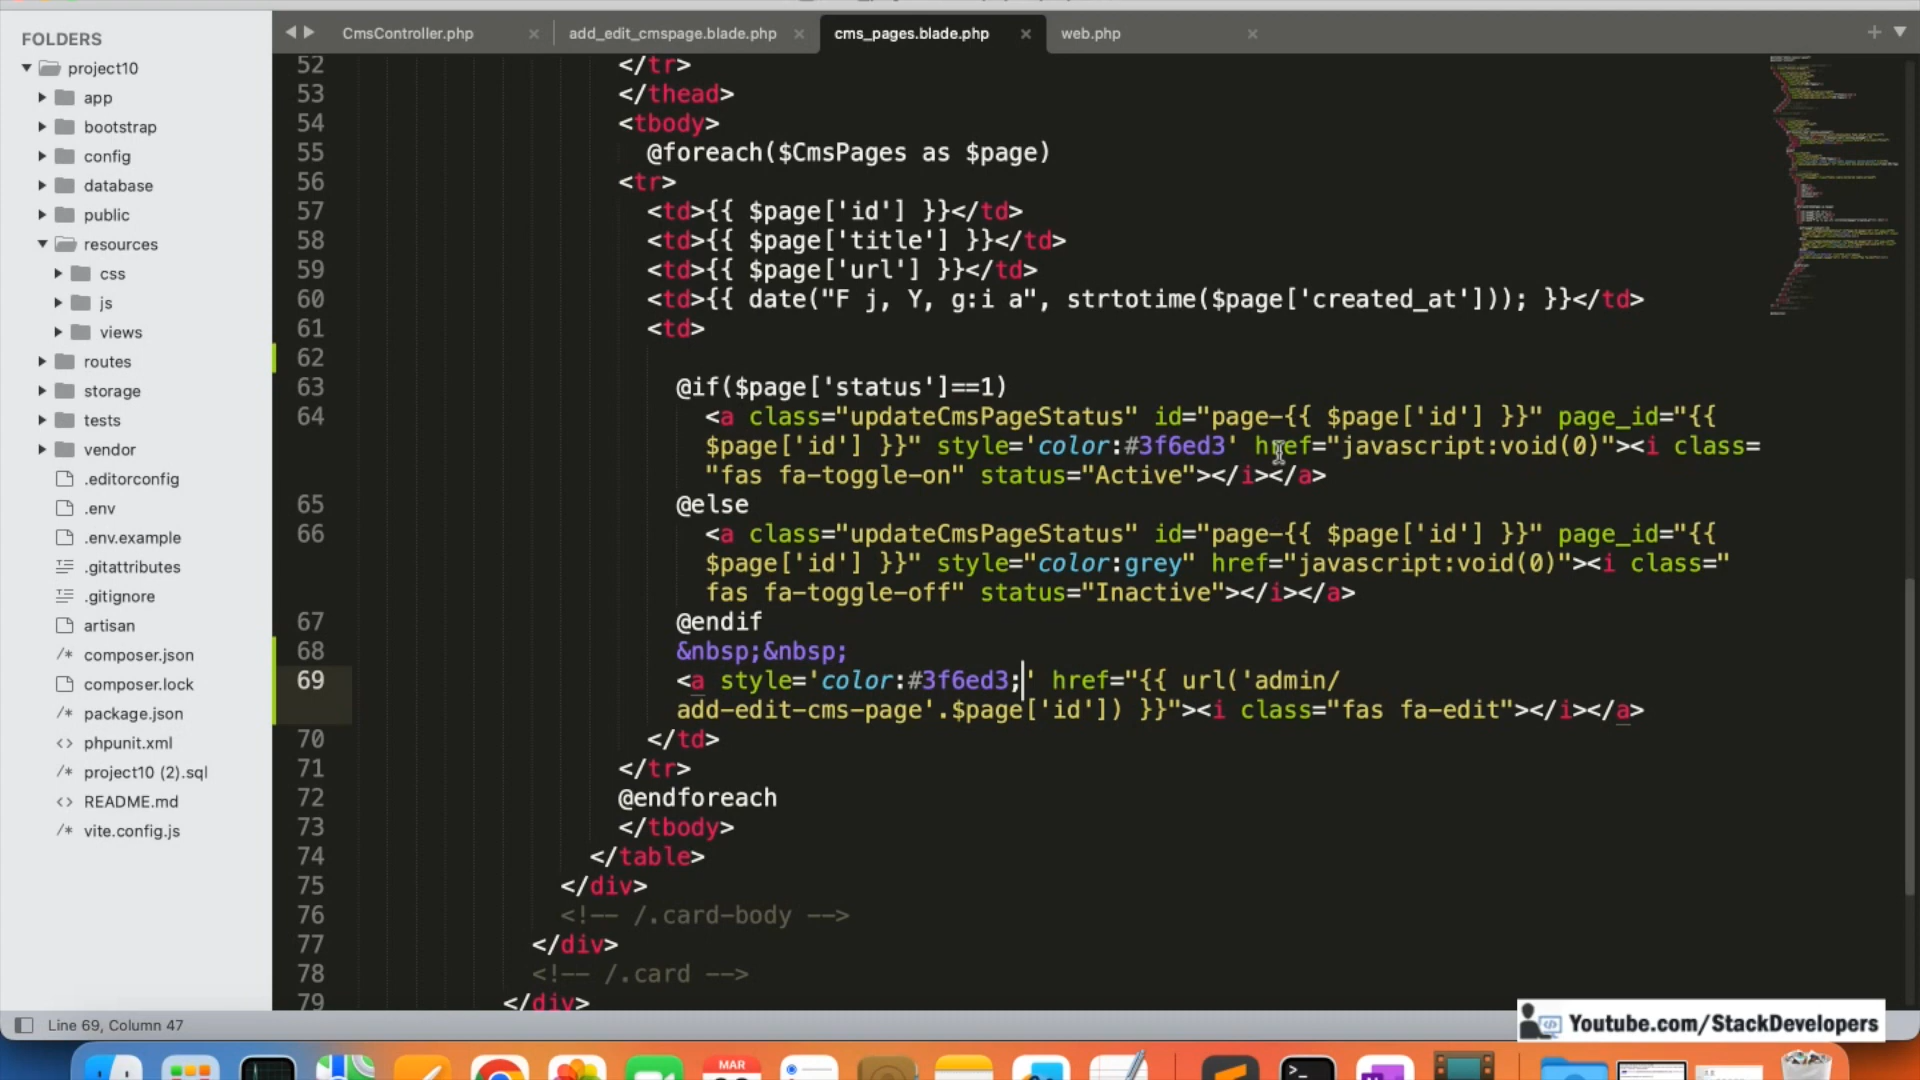 FOLDERS
project10
app
bootstrap
config
database
public
resources
css
js
views
routes
storage
tests
vendor
.editorconfig
.env
.env.example
.gitattributes
.gitignore
artisan
/* composer.json
composer.lock
/* package.json
<> phpunit.xml
/* project10 (2).sql
<> README.md
/* vite.config.js
CmsController.php ×
add_edit_cmspage.blade.php ×
cms_pages.blade.php ×
web.php ×
52 </tr>
53 </thead>
54 <tbody>
55 @foreach($CmsPages as $page)
56 <tr>
57 <td>{{ $page['id'] }}</td>
58 <td>{{ $page['title'] }}</td>
59 <td>{{ $page['url'] }}</td>
60 <td>{{ date("F j, Y, g:i a", strtotime($page['created_at'])); }}</td>
61 <td>
62
63 @if($page['status']==1)
64 <a class="updateCmsPageStatus" id="page-{{ $page['id'] }}" page_id="{{
$page['id'] }}" style='color:#3f6ed3' href="javascript:void(0)"><i class=
"fas fa-toggle-on" status="Active"></i></a>
65 @else
66 <a class="updateCmsPageStatus" id="page-{{ $page['id'] }}" page_id="{{
$page['id'] }}" style="color:grey" href="javascript:void(0)"><i class="
fas fa-toggle-off" status="Inactive"></i></a>
67 @endif
68 &nbsp;&nbsp;
69 <a style='color:#3f6ed3;' href="{{ url('admin/
add-edit-cms-page'.$page['id']) }}"><i class="fas fa-edit"></i></a>
70 </td>
71 </tr>
72 @endforeach
73 </tbody>
74 </table>
75 </div>
76 <!-- /.card-body -->
77 </div>
78 <!-- /.card -->
79 </div>
Line 69, Column 47
Youtube.com/StackDevelopers
MAR